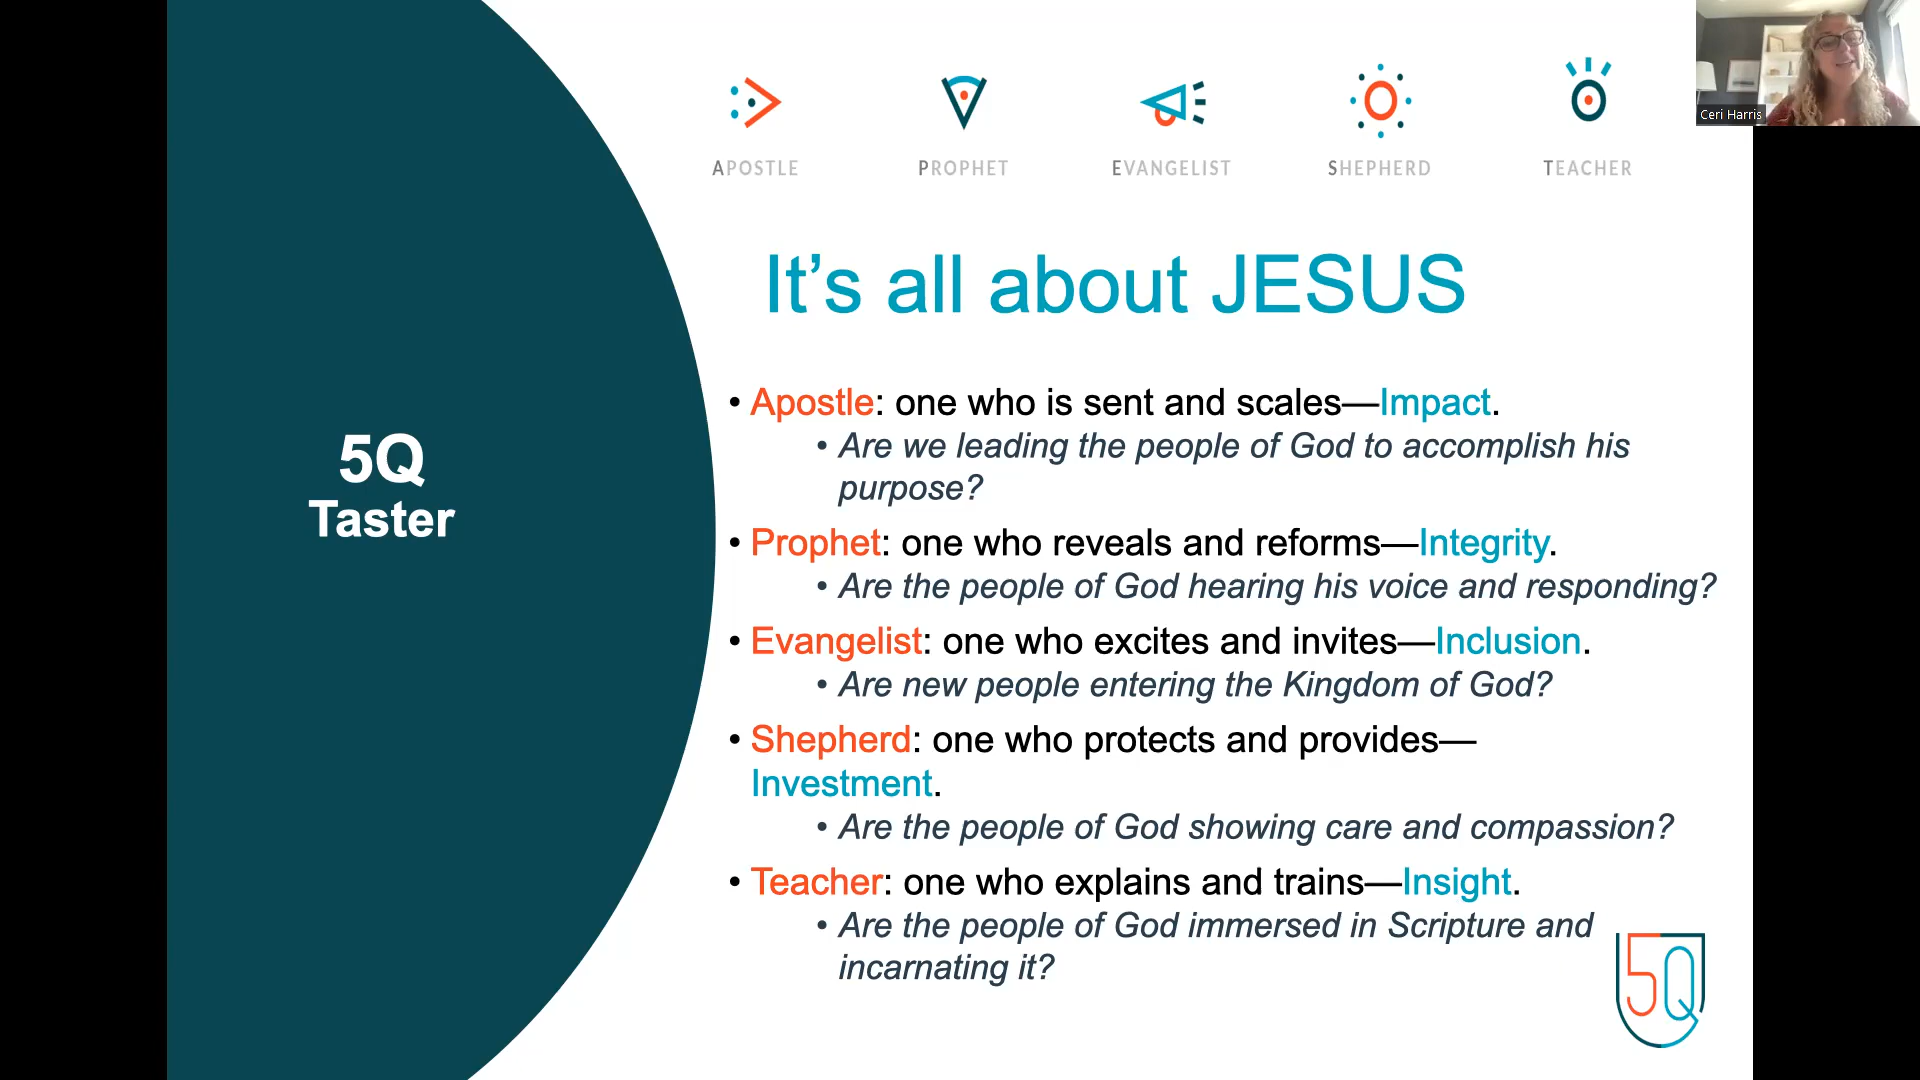 Ceri Harris
APOSTLE PROPHET EVANGELIST SHEPHERD TEACHER
It’s all about JESUS
5Q
Taster
• Apostle: one who is sent and scales—Impact.
• Are we leading the people of God to accomplish his
purpose?
• Prophet: one who reveals and reforms—Integrity.
• Are the people of God hearing his voice and responding?
• Evangelist: one who excites and invites—Inclusion.
• Are new people entering the Kingdom of God?
• Shepherd: one who protects and provides—
Investment.
• Are the people of God showing care and compassion?
• Teacher: one who explains and trains—Insight.
• Are the people of God immersed in Scripture and
incarnating it?
5Q